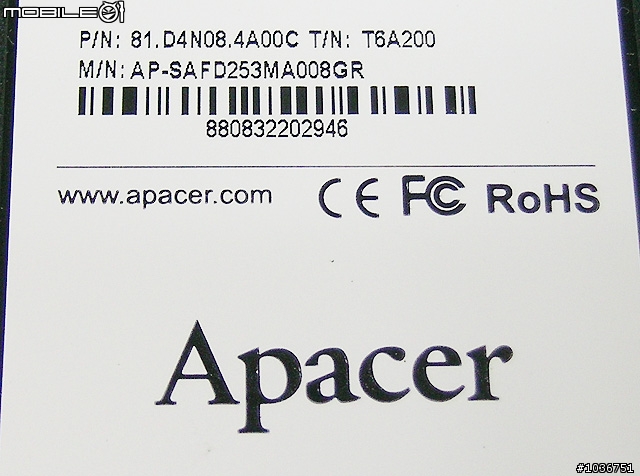 MOBILE01
P/N: 81.D4N08.4A00C T/N: T6A200
M/N: AP-SAFD253MA008GR
880832202946
www.apacer.com CE FC RoHS
Apacer
#1036751